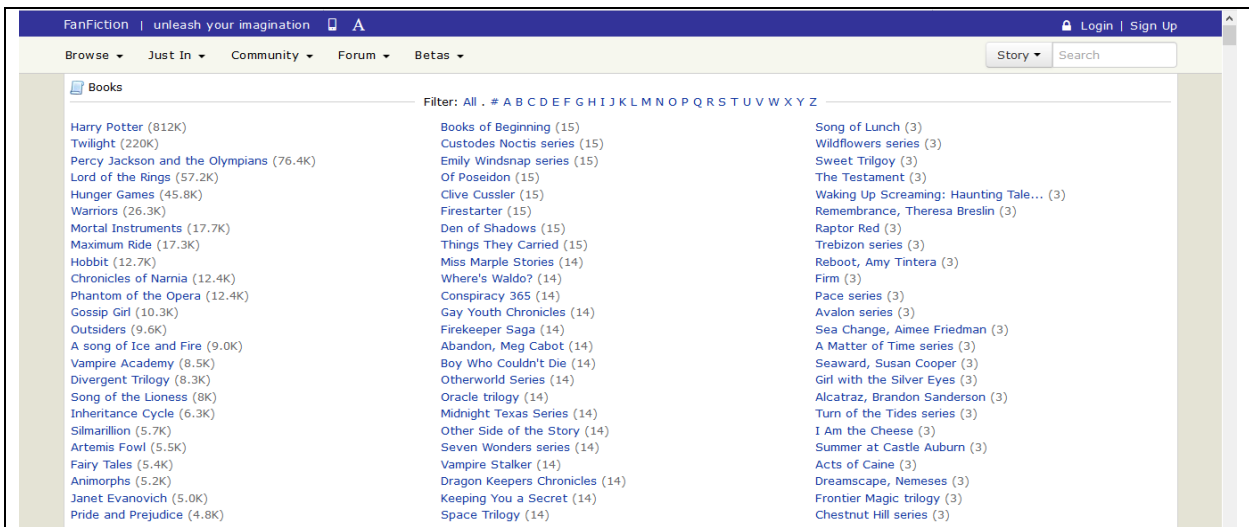 FanFiction | unleash your imagination A Login | Sign Up
Browse Just In Community Forum Betas Story Search
Books
Filter: All . # A B C D E F G H I J K L M N O P Q R S T U V W X Y Z
Harry Potter (812K)
Twilight (220K)
Percy Jackson and the Olympians (76.4K)
Lord of the Rings (57.2K)
Hunger Games (45.8K)
Warriors (26.3K)
Mortal Instruments (17.7K)
Maximum Ride (17.3K)
Hobbit (12.7K)
Chronicles of Narnia (12.4K)
Phantom of the Opera (12.4K)
Gossip Girl (10.3K)
Outsiders (9.6K)
A song of Ice and Fire (9.0K)
Vampire Academy (8.5K)
Divergent Trilogy (8.3K)
Song of the Lioness (8K)
Inheritance Cycle (6.3K)
Silmarillion (5.7K)
Artemis Fowl (5.5K)
Fairy Tales (5.4K)
Animorphs (5.2K)
Janet Evanovich (5.0K)
Pride and Prejudice (4.8K)
Books of Beginning (15)
Custodes Noctis series (15)
Emily Windsnap series (15)
Of Poseidon (15)
Clive Cussler (15)
Firestarter (15)
Den of Shadows (15)
Things They Carried (15)
Miss Marple Stories (14)
Where's Waldo? (14)
Conspiracy 365 (14)
Gay Youth Chronicles (14)
Firekeeper Saga (14)
Abandon, Meg Cabot (14)
Boy Who Couldn't Die (14)
Otherworld Series (14)
Oracle trilogy (14)
Midnight Texas Series (14)
Other Side of the Story (14)
Seven Wonders series (14)
Vampire Stalker (14)
Dragon Keepers Chronicles (14)
Keeping You a Secret (14)
Space Trilogy (14)
Song of Lunch (3)
Wildflowers series (3)
Sweet Trilgoy (3)
The Testament (3)
Waking Up Screaming: Haunting Tale... (3)
Remembrance, Theresa Breslin (3)
Raptor Red (3)
Trebizon series (3)
Reboot, Amy Tintera (3)
Firm (3)
Pace series (3)
Avalon series (3)
Sea Change, Aimee Friedman (3)
A Matter of Time series (3)
Seaward, Susan Cooper (3)
Girl with the Silver Eyes (3)
Alcatraz, Brandon Sanderson (3)
Turn of the Tides series (3)
I Am the Cheese (3)
Summer at Castle Auburn (3)
Acts of Caine (3)
Dreamscape, Nemeses (3)
Frontier Magic trilogy (3)
Chestnut Hill series (3)